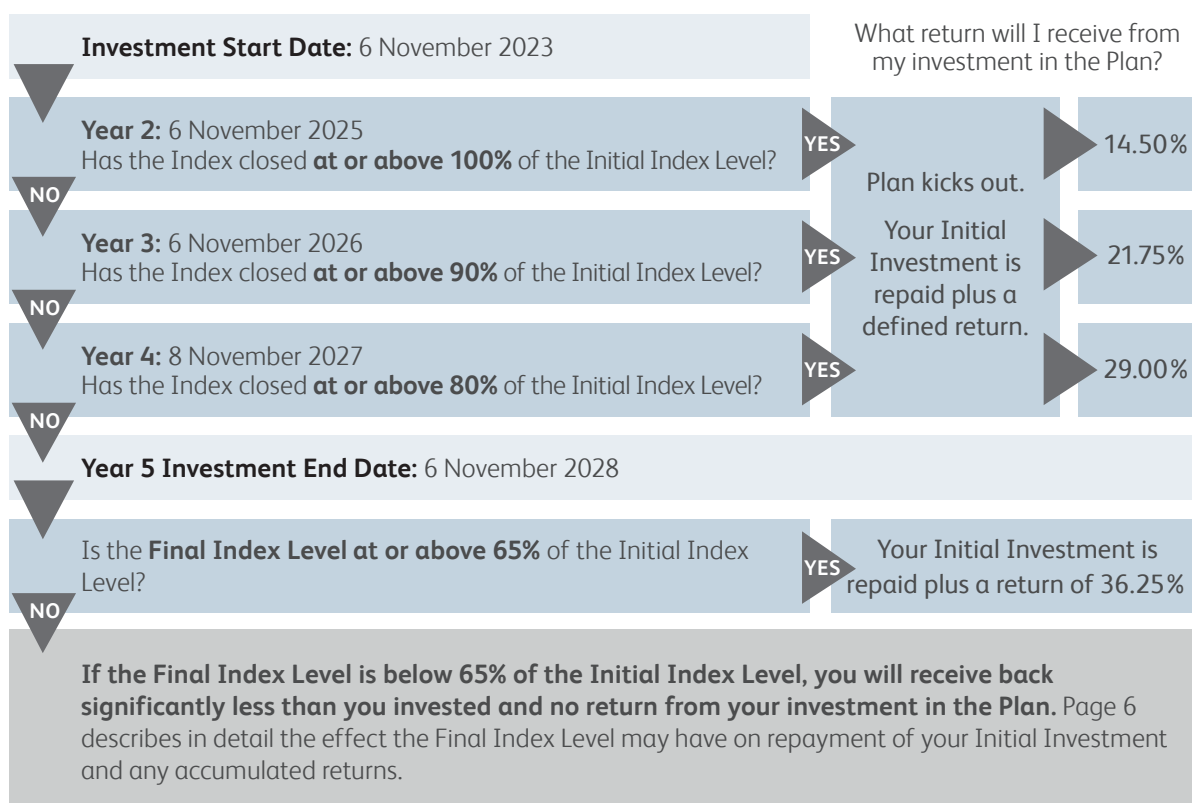 Investment Start Date: 6 November 2023
What return will I receive from
my investment in the Plan?
Year 2: 6 November 2025
Has the Index closed at or above 100% of the Initial Index Level?
YES
14.50%
NO
Plan kicks out.
Your Initial
Investment is
repaid plus a
defined return.
Year 3: 6 November 2026
Has the Index closed at or above 90% of the Initial Index Level?
YES
21.75%
NO
Year 4: 8 November 2027
Has the Index closed at or above 80% of the Initial Index Level?
YES
29.00%
NO
Year 5 Investment End Date: 6 November 2028
Is the Final Index Level at or above 65% of the Initial Index
Level?
YES
Your Initial Investment is
repaid plus a return of 36.25%
NO
If the Final Index Level is below 65% of the Initial Index Level, you will receive back
significantly less than you invested and no return from your investment in the Plan. Page 6
describes in detail the effect the Final Index Level may have on repayment of your Initial Investment
and any accumulated returns.